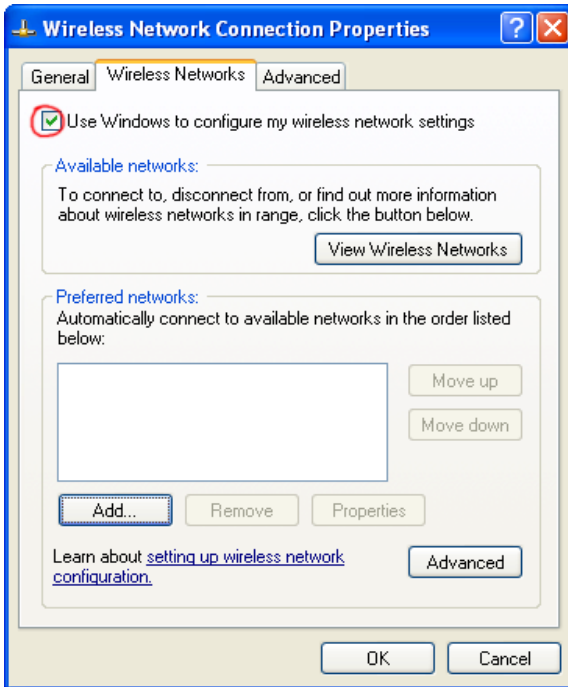 Wireless Network Connection Properties
General
Wireless Networks
Advanced
Use Windows to configure my wireless network settings
Available networks:
To connect to, disconnect from, or find out more information
about wireless networks in range, click the button below.
View Wireless Networks
Preferred networks:
Automatically connect to available networks in the order listed
below:
Move up
Move down
Add...
Remove
Properties
Learn about setting up wireless network
configuration.
Advanced
OK
Cancel